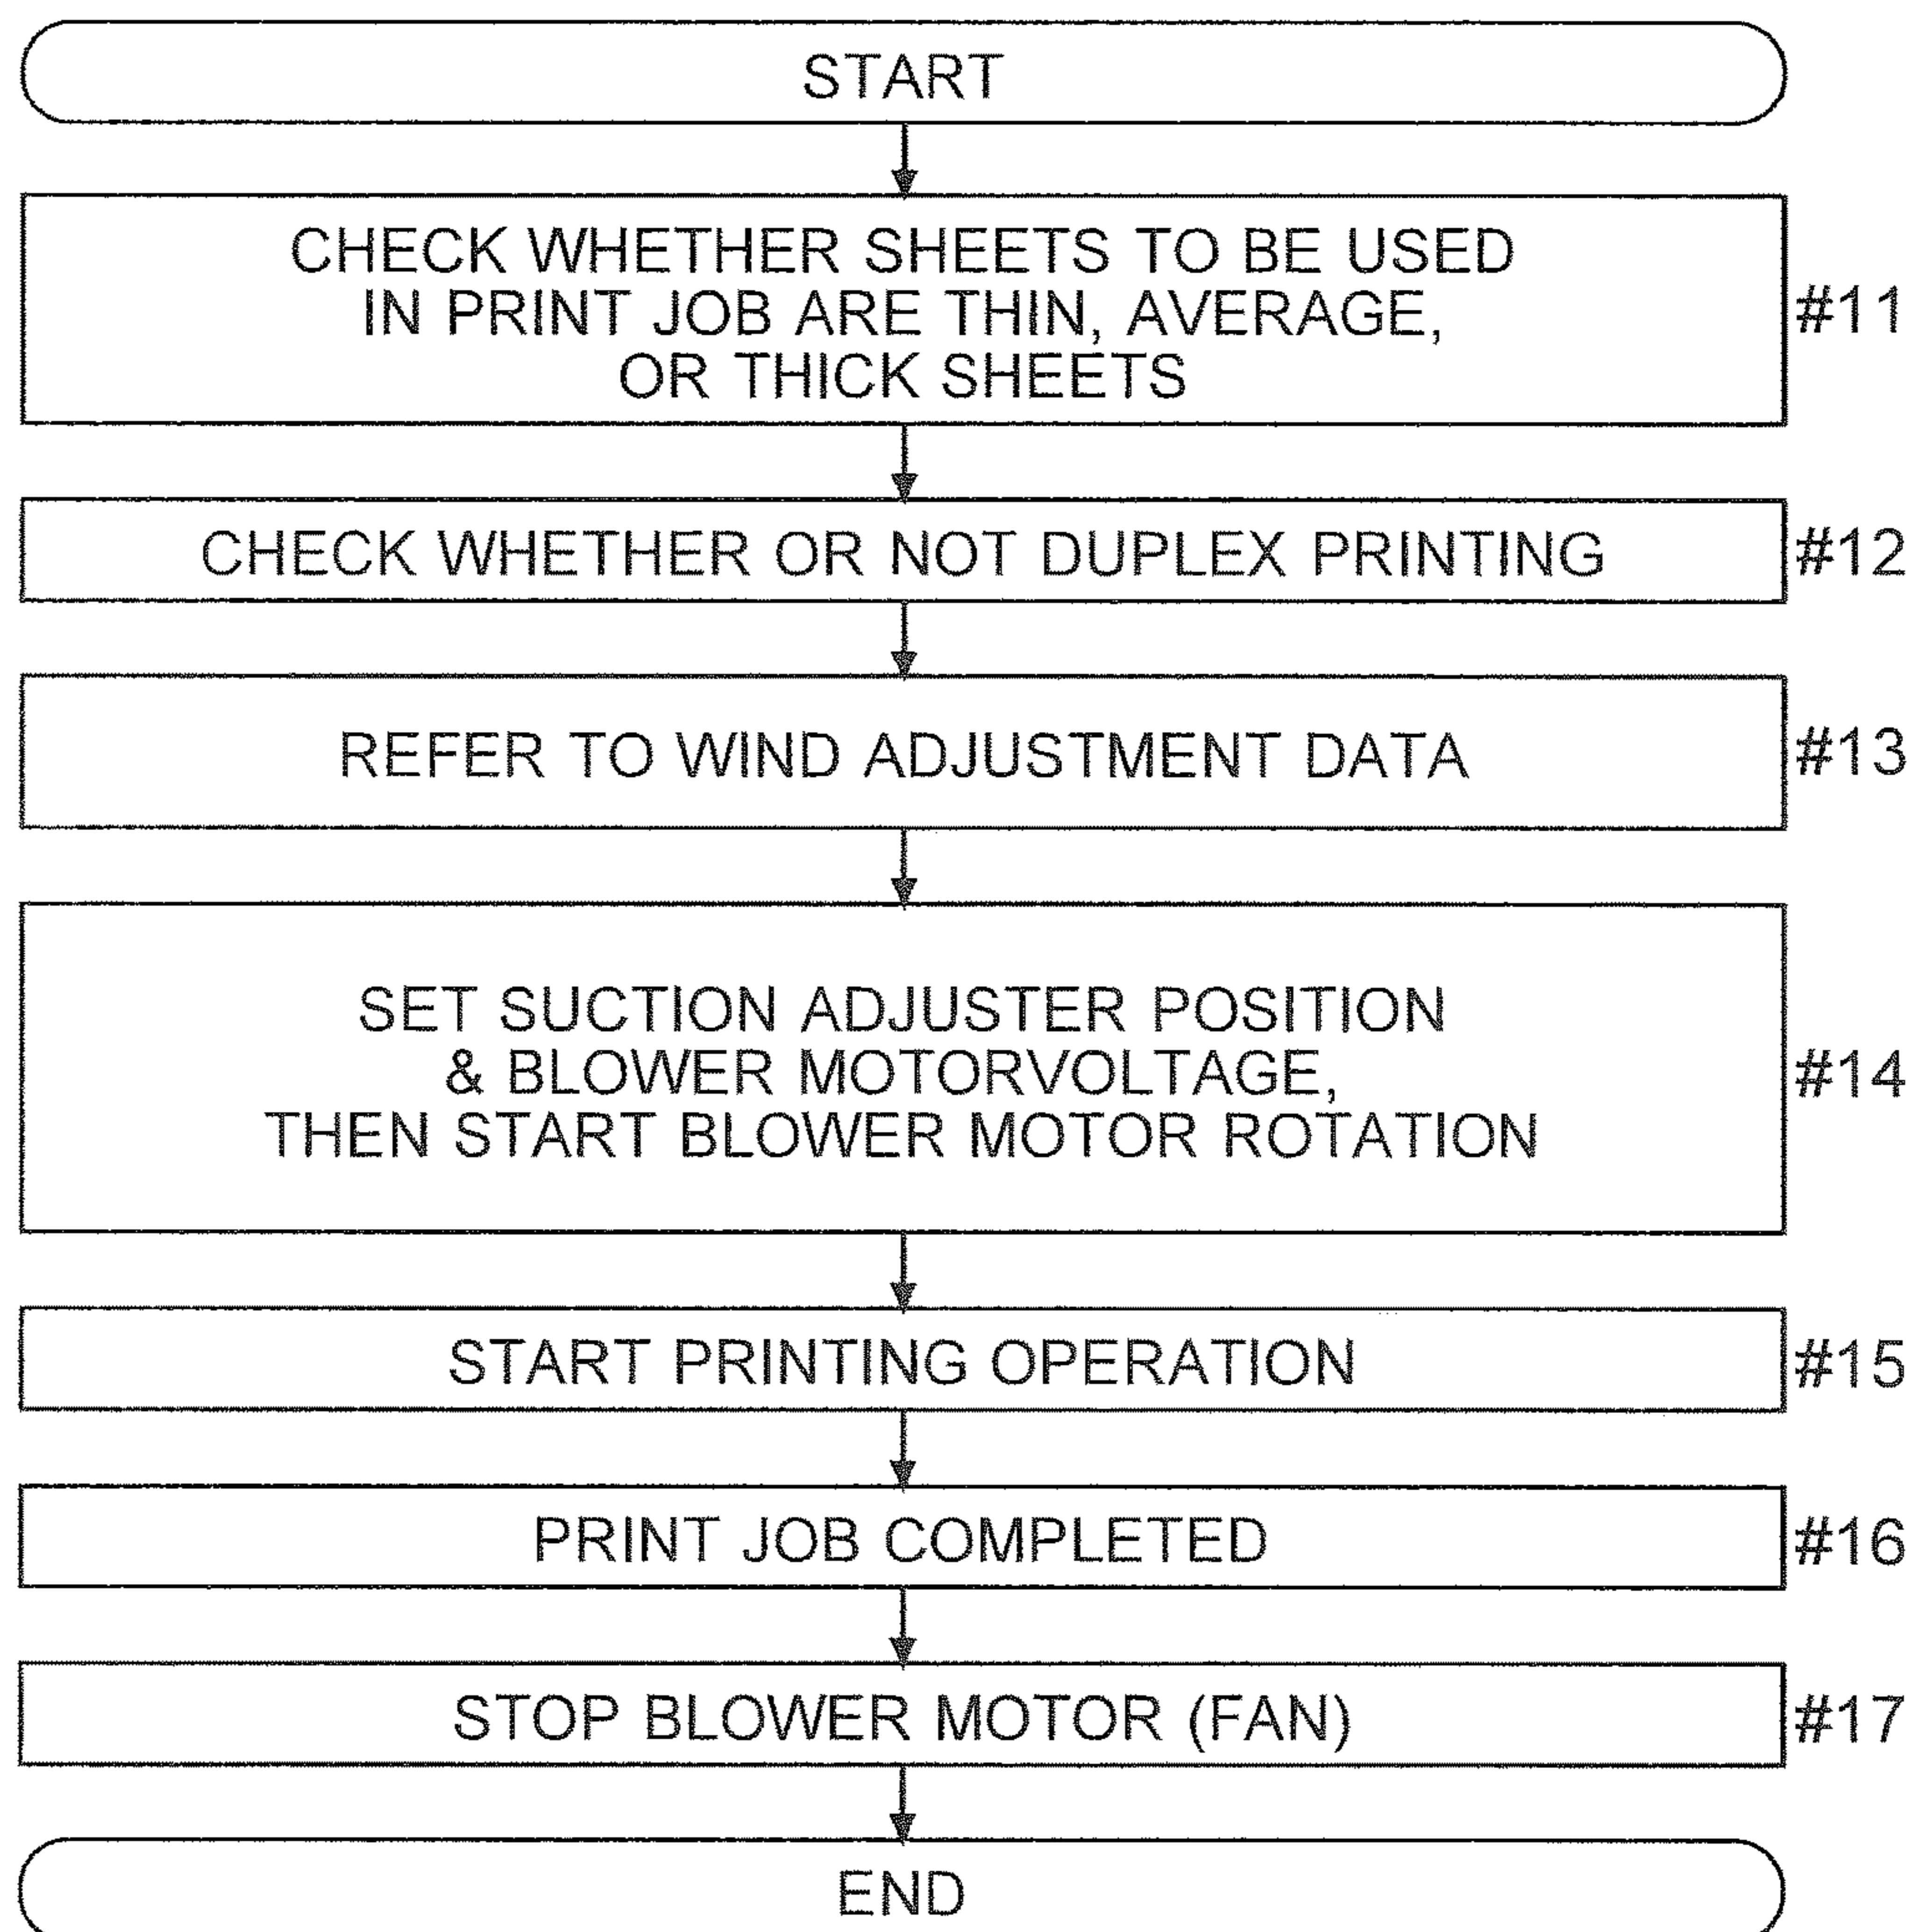 START
CHECK WHETHER SHEETS TO BE USED
IN PRINT JOB ARE THIN, AVERAGE,
OR THICK SHEETS
#11
CHECK WHETHER OR NOT DUPLEX PRINTING
#12
REFER TO WIND ADJUSTMENT DATA
#13
SET SUCTION ADJUSTER POSITION
& BLOWER MOTORVOLTAGE,
THEN START BLOWER MOTOR ROTATION
#14
START PRINTING OPERATION
#15
PRINT JOB COMPLETED
#16
STOP BLOWER MOTOR (FAN)
#17
END